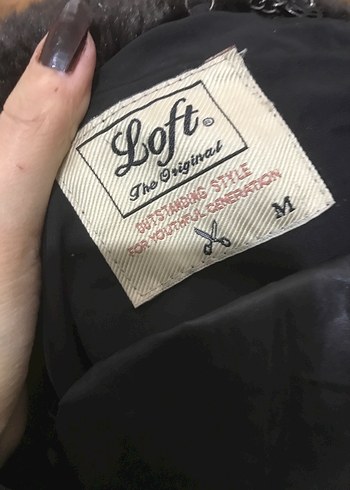 Loft®
The Original
OUTSTANDING STYLE
FOR YOUTHFUL GENERATION
M